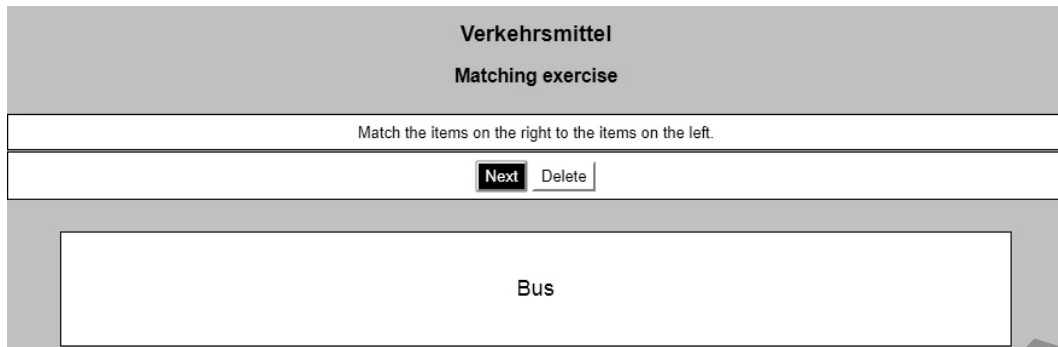 Verkehrsmittel
Matching exercise
Match the items on the right to the items on the left.
Next Delete
Bus